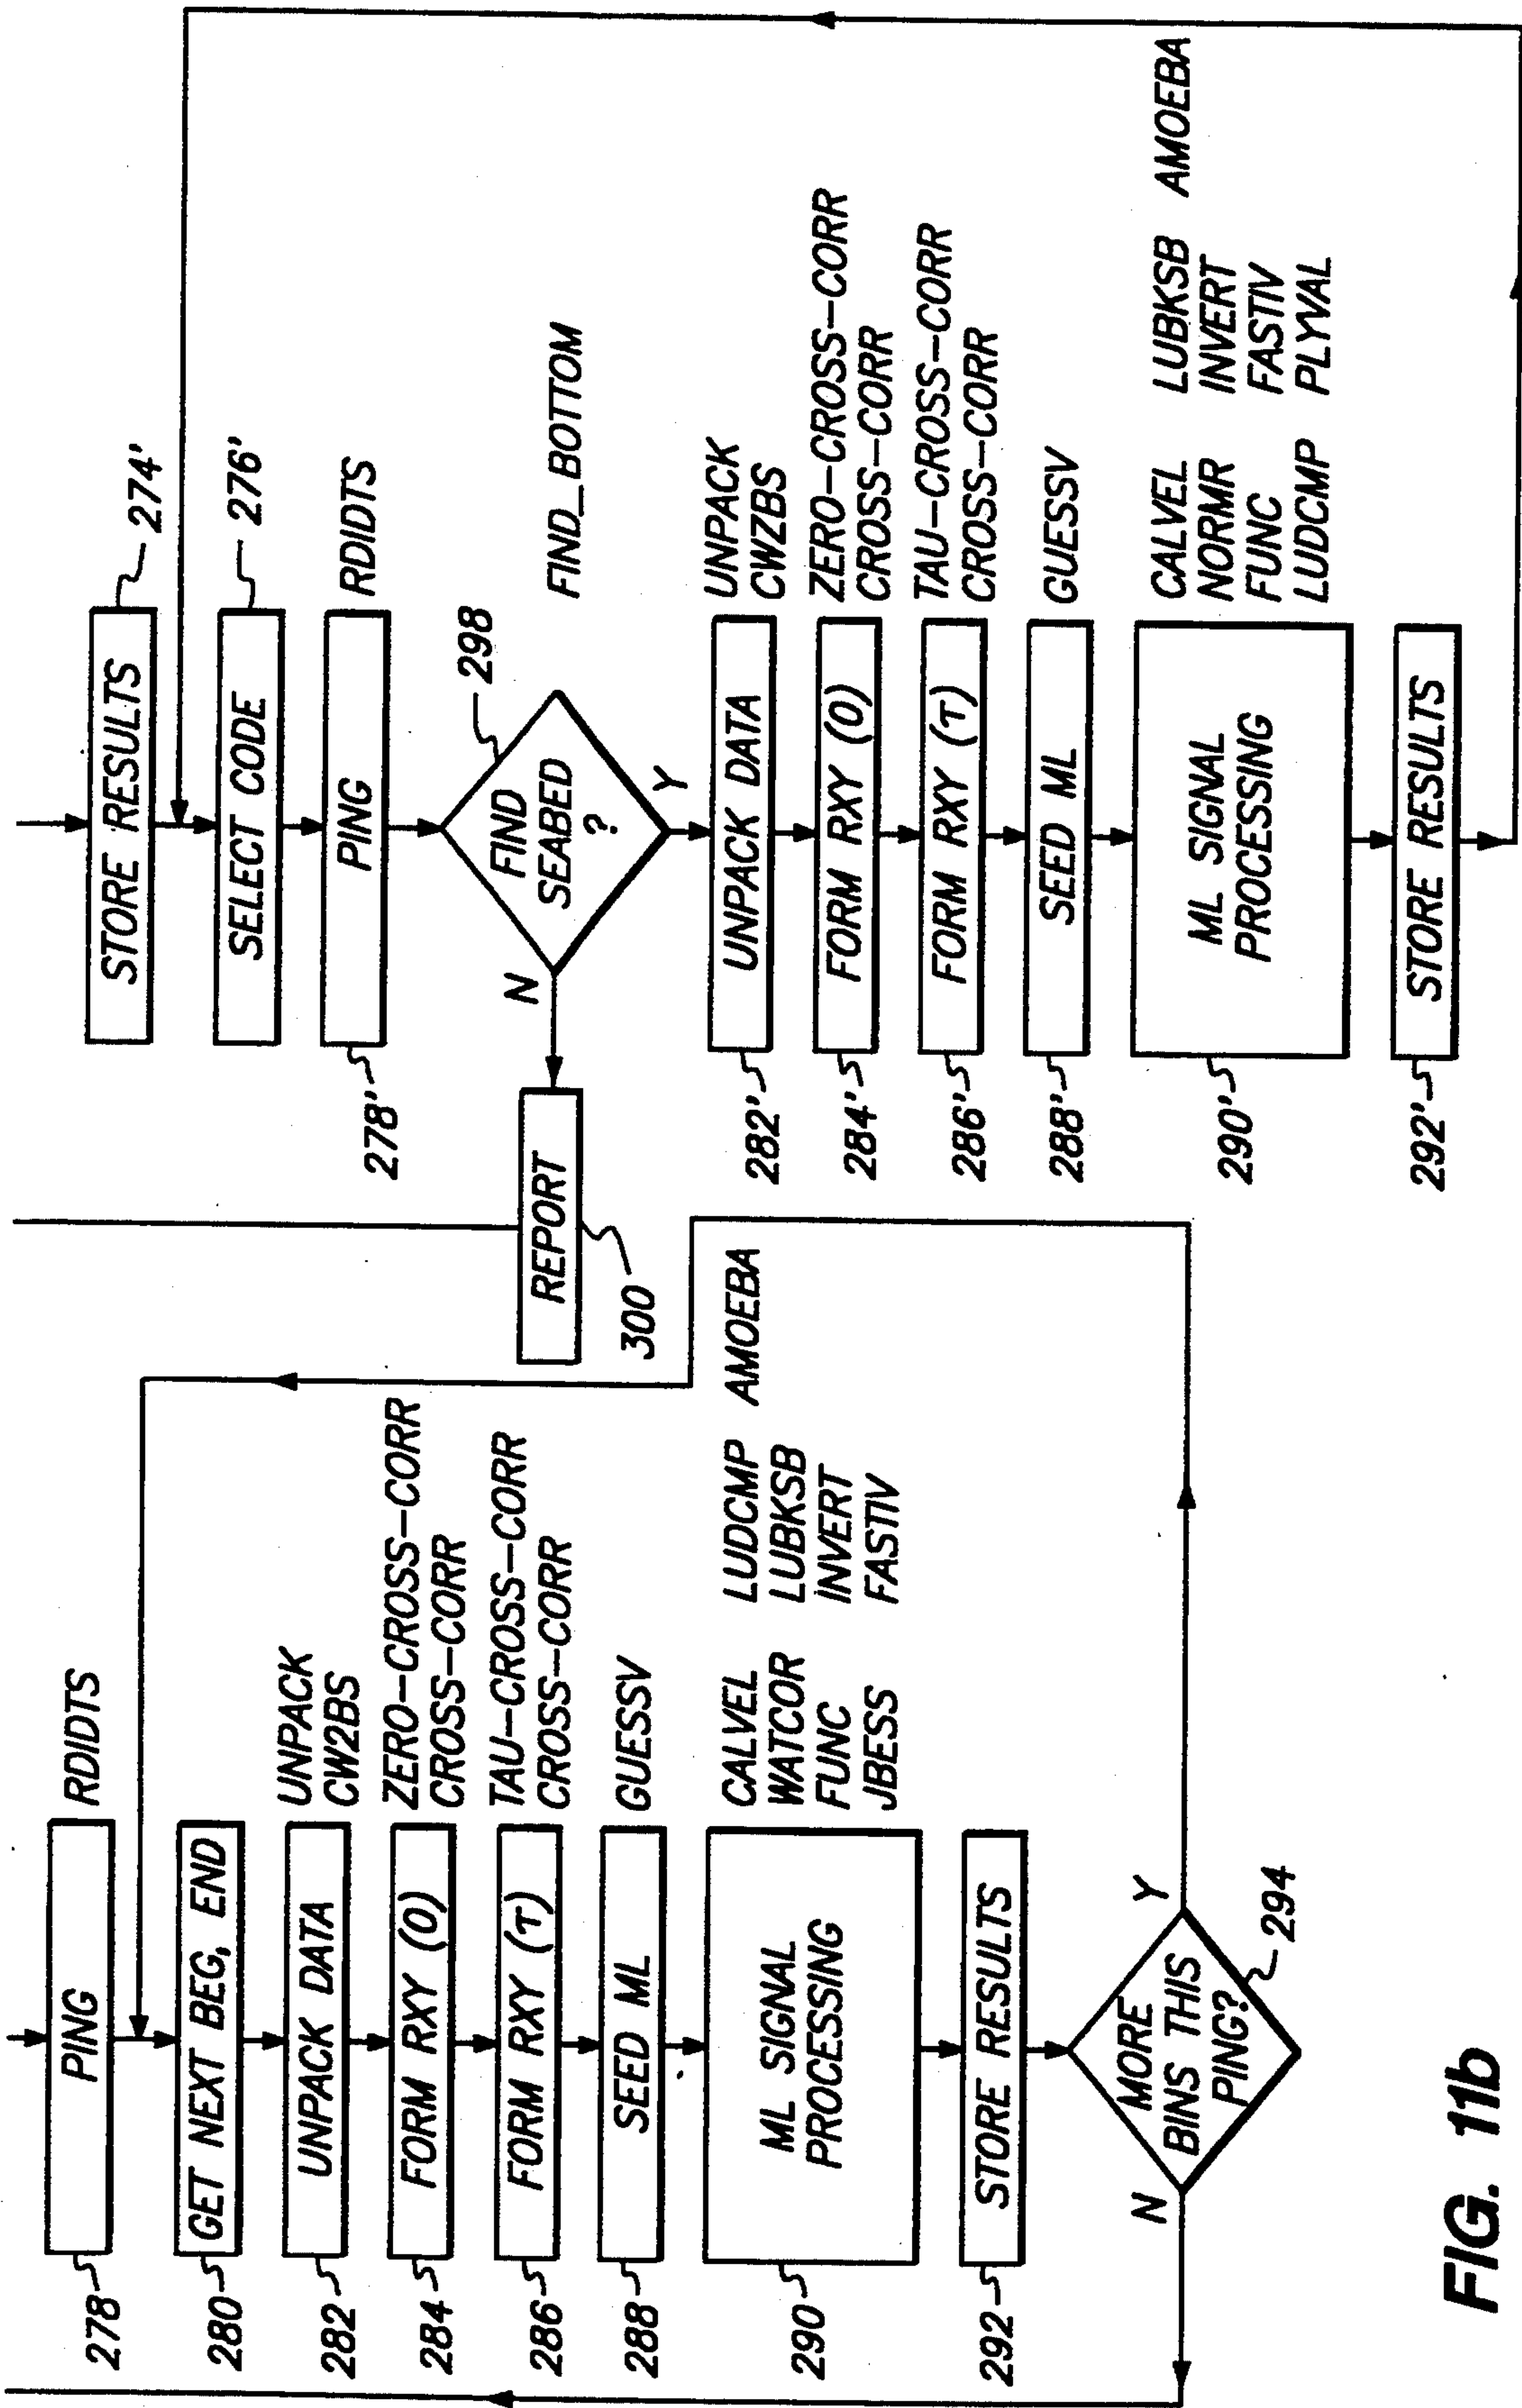 278
PING
RDIDTS
280
GET NEXT BEG, END
282
UNPACK DATA
UNPACK
CW2BS
284
FORM RXY (0)
ZERO-CROSS-CORR
CROSS-CORR
286
FORM RXY (τ)
TAU-CROSS-CORR
CROSS-CORR
288
SEED ML
GUESSV
290
ML SIGNAL
PROCESSING
CALVEL LUDCMP AMOEBA
WATCOR LUBKSB
FUNC INVERT
JBESS FASTIV
292
STORE RESULTS
MORE
BINS THIS
PING?
N
Y
294
STORE RESULTS
274'
SELECT CODE
276'
278'
PING
RDIDTS
298
FIND
SEABED
?
FIND_BOTTOM
N
Y
REPORT
300
282'
UNPACK DATA
UNPACK
CWZBS
284'
FORM RXY (0)
ZERO-CROSS-CORR
CROSS-CORR
286'
FORM RXY (τ)
TAU-CROSS-CORR
CROSS-CORR
288'
SEED ML
GUESSV
290'
ML SIGNAL
PROCESSING
CALVEL LUBKSB AMOEBA
NORMR INVERT
FUNC FASTIV
LUDCMP PLYVAL
292'
STORE RESULTS
FIG. 11b